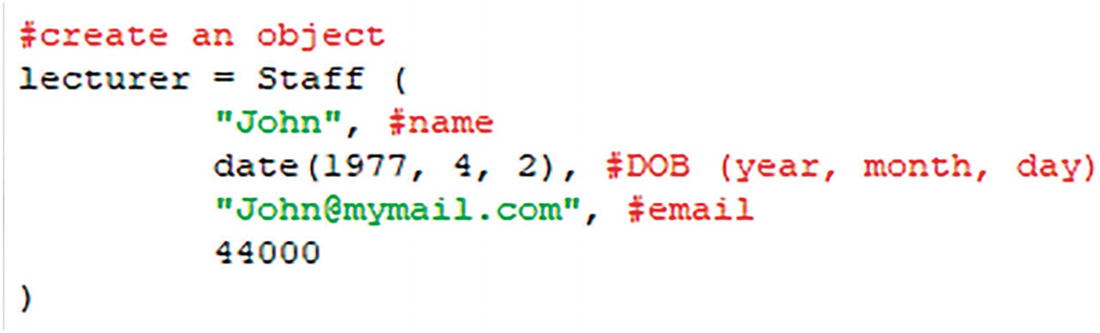 #create an object
lecturer = Staff (
"John", #name
date(1977, 4, 2), #DOB (year, month, day)
"John@mymail.com", #email
44000
)